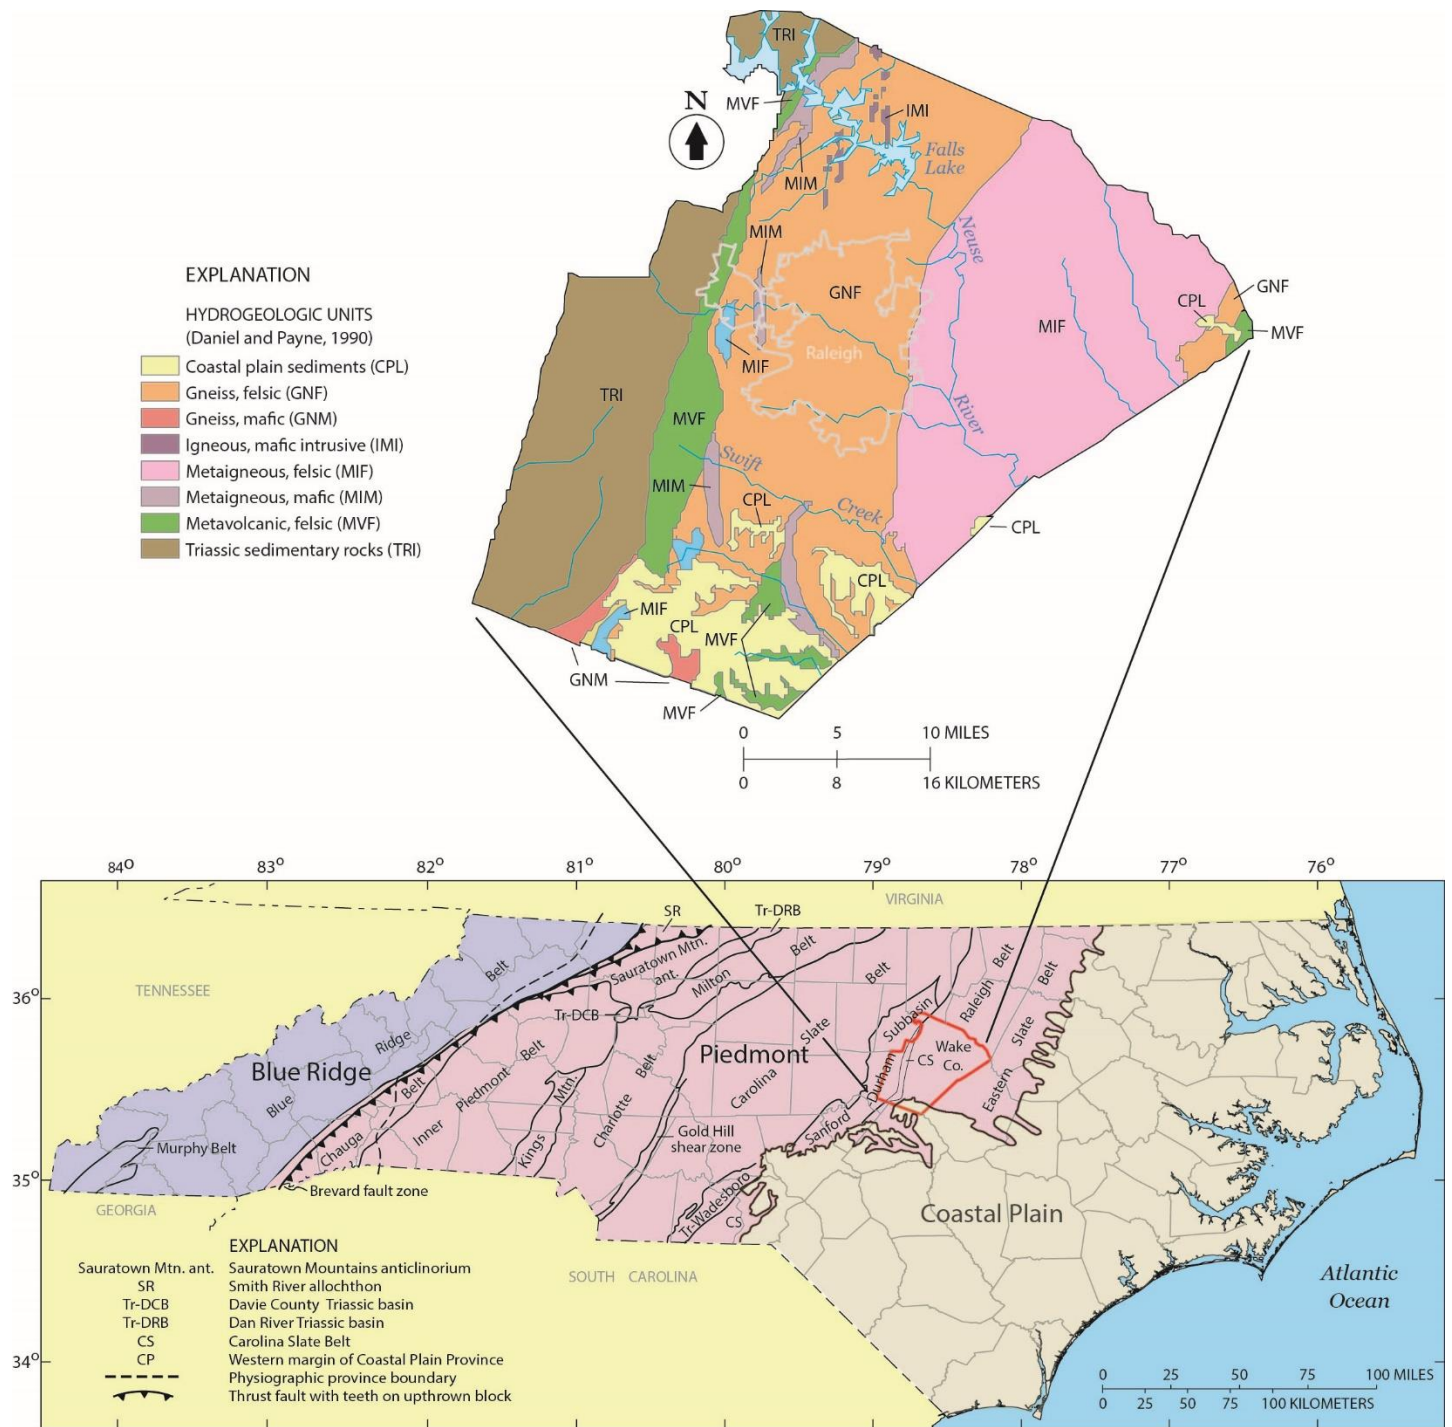 TRI
MVF
N
IMI
Falls
Lake
MIM
MIM
Neuse
GNF
GNF
CPL
MIF
MVF
Raleigh
MIF
TRI
MVF
River
Swift
MIM
CPL
Creek
CPL
CPL
MIF
CPL
MVF
GNM
MVF
EXPLANATION
HYDROGEOLOGIC UNITS
(Daniel and Payne, 1990)
Coastal plain sediments (CPL)
Gneiss, felsic (GNF)
Gneiss, mafic (GNM)
Igneous, mafic intrusive (IMI)
Metaigneous, felsic (MIF)
Metaigneous, mafic (MIM)
Metavolcanic, felsic (MVF)
Triassic sedimentary rocks (TRI)
0 5 10 MILES
0 8 16 KILOMETERS
84° 83° 82° 81° 80° 79° 78° 77° 76°
36°
35°
34°
VIRGINIA
TENNESSEE
GEORGIA
SOUTH CAROLINA
SR
Tr-DRB
Sauratown Mtn.
ant.
Milton
Belt
Tr-DCB
Blue Ridge
Blue
Ridge
Belt
Murphy Belt
Chauga
Belt
Brevard fault zone
Inner
Piedmont
Belt
Kings
Mtn.
Charlotte
Belt
Gold Hill
shear zone
Piedmont
Carolina
Slate
Belt
Tr-Wadesboro
CS
Sanford
Durham
Subbasin
CS
Wake
Co.
Raleigh
Belt
Eastern
Slate
Belt
Coastal Plain
Atlantic
Ocean
EXPLANATION
Sauratown Mtn. ant. Sauratown Mountains anticlinorium
SR Smith River allochthon
Tr-DCB Davie County Triassic basin
Tr-DRB Dan River Triassic basin
CS Carolina Slate Belt
CP Western margin of Coastal Plain Province
Physiographic province boundary
Thrust fault with teeth on upthrown block
0 25 50 75 100 MILES
0 25 50 75 100 KILOMETERS